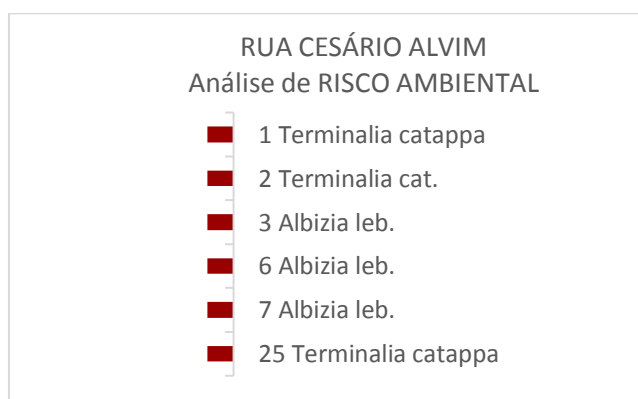 RUA CESÁRIO ALVIM
Análise de RISCO AMBIENTAL
1 Terminalia catappa
2 Terminalia cat.
3 Albizia leb.
6 Albizia leb.
7 Albizia leb.
25 Terminalia catappa